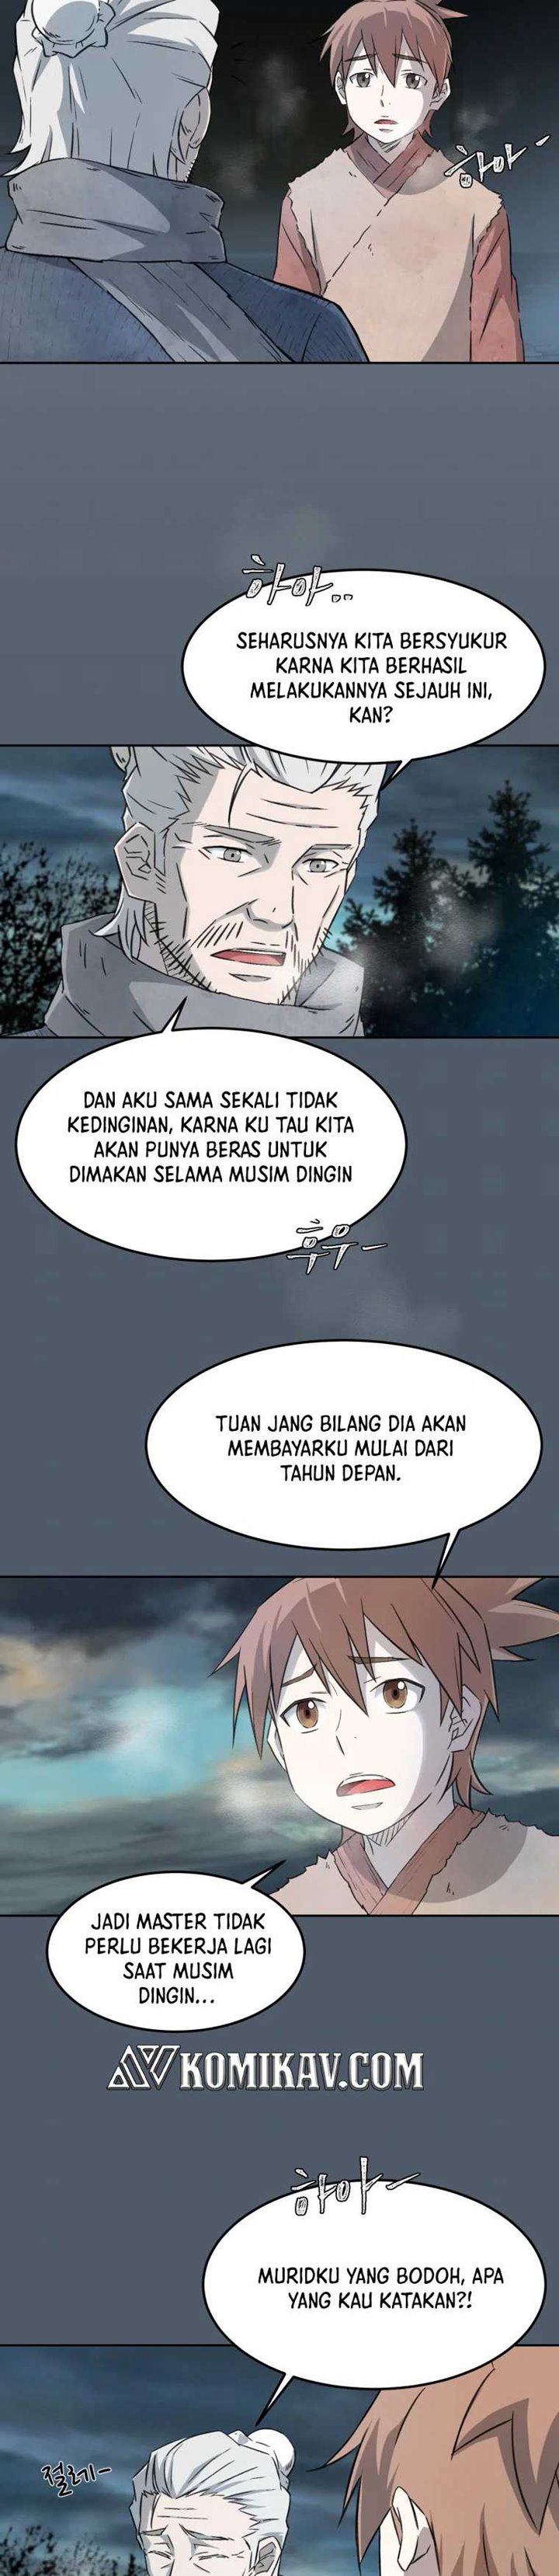 하아
하아..
SEHARUSNYA KITA BERSYUKUR
KARNA KITA BERHASIL
MELAKUKANNYA SEJAUH INI,
KAN?
DAN AKU SAMA SEKALI TIDAK
KEDINGINAN, KARNA KU TAU KITA
AKAN PUNYA BERAS UNTUK
DIMAKAN SELAMA MUSIM DINGIN
후우-
TUAN JANG BILANG DIA AKAN
MEMBAYARKU MULAI DARI
TAHUN DEPAN.
JADI MASTER TIDAK
PERLU BEKERJA LAGI
SAAT MUSIM
DINGIN...
KOMIKAV.COM
하아-
MURIDKU YANG BODOH, APA
YANG KAU KATAKAN?!
절레-